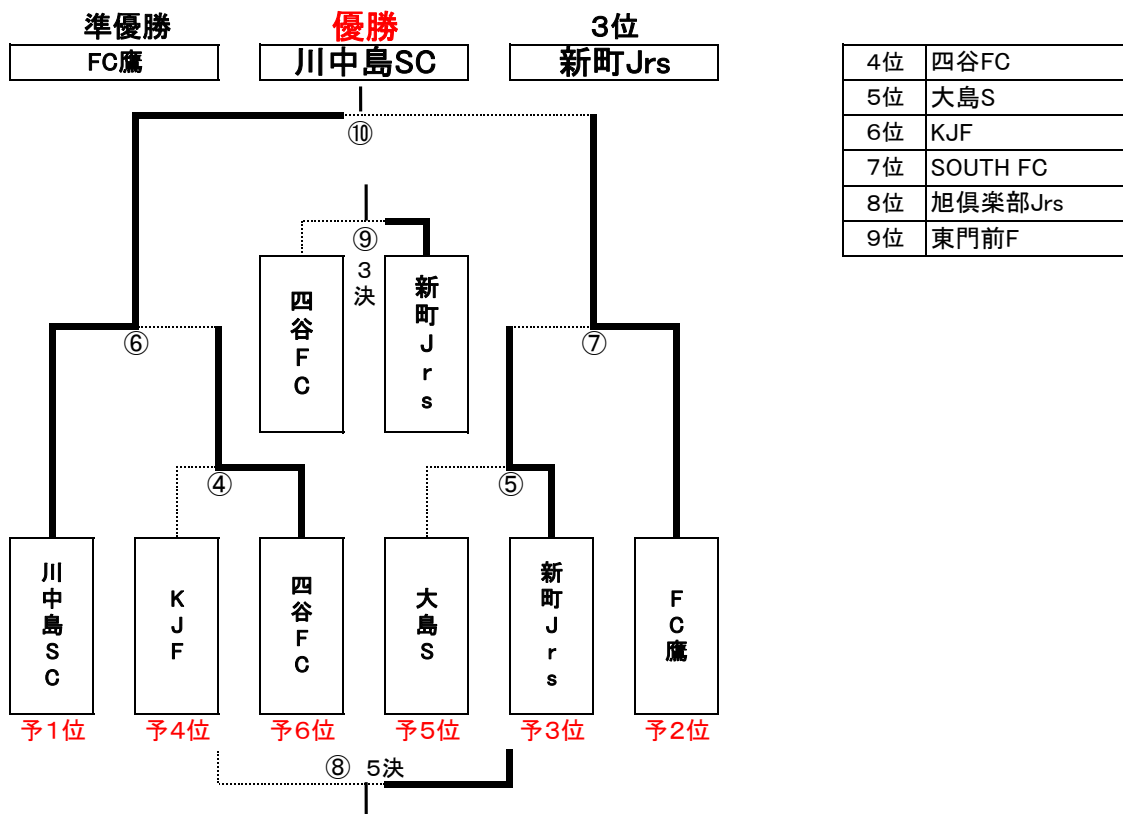 準優勝 優勝 3位
FC鷹 川中島SC 新町Jrs
4位 四谷FC
5位 大島S
6位 KJF
7位 SOUTH FC
8位 旭倶楽部Jrs
9位 東門前F
⑩
⑨
3決
四谷FC
新町Jrs
⑥
⑦
④
⑤
川中島SC
KJF
四谷FC
大島S
新町Jrs
FC鷹
予1位 予4位 予6位 予5位 予3位 予2位
⑧ 5決